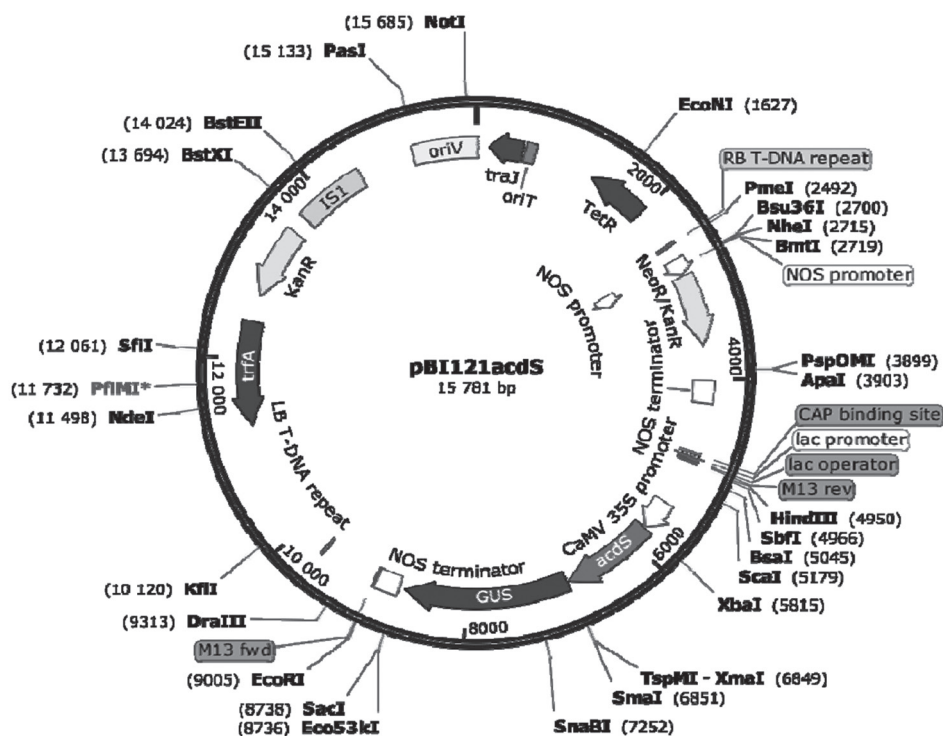 (15 685) NotI
(15 133) PasI
EcoNI (1627)
(14 024) BstEII
(13 694) BstXI
RB T-DNA repeat
PmeI (2492)
Bsu36I (2700)
NheI (2715)
BmtI (2719)
NOS promoter
oriV
traJ
oriT
TetR
2000
14 000
IS1
KanR
NeoR/KanR
NOS promoter
NOS terminator
4000
pBI121acdS
15 781 bp
(12 061) SfiI
(11 732) PflMI*
(11 498) NdeI
12 000
trfA
PspOMI (3899)
ApaI (3903)
CAP binding site
lac promoter
lac operator
M13 rev
HindIII (4950)
SbfI (4966)
BsaI (5045)
ScaI (5179)
XbaI (5815)
LB T-DNA repeat
CaMV 35S promoter
acdS
6000
NOS terminator
GUS
8000
10 000
(10 120) KflI
(9313) DraIII
M13 fwd
(9005) EcoRI
(8738) SacI
(8736) Eco53kI
TspMI - XmaI (6849)
SmaI (6851)
SnaBI (7252)